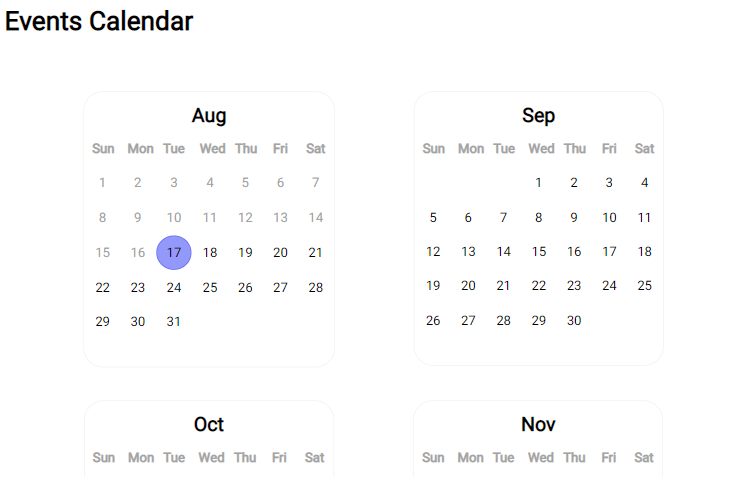 Events Calendar
Aug
Sun Mon Tue Wed Thu Fri Sat
1 2 3 4 5 6 7
8 9 10 11 12 13 14
15 16 17 18 19 20 21
22 23 24 25 26 27 28
29 30 31
Sep
Sun Mon Tue Wed Thu Fri Sat
1 2 3 4
5 6 7 8 9 10 11
12 13 14 15 16 17 18
19 20 21 22 23 24 25
26 27 28 29 30
Oct
Sun Mon Tue Wed Thu Fri Sat
Nov
Sun Mon Tue Wed Thu Fri Sat